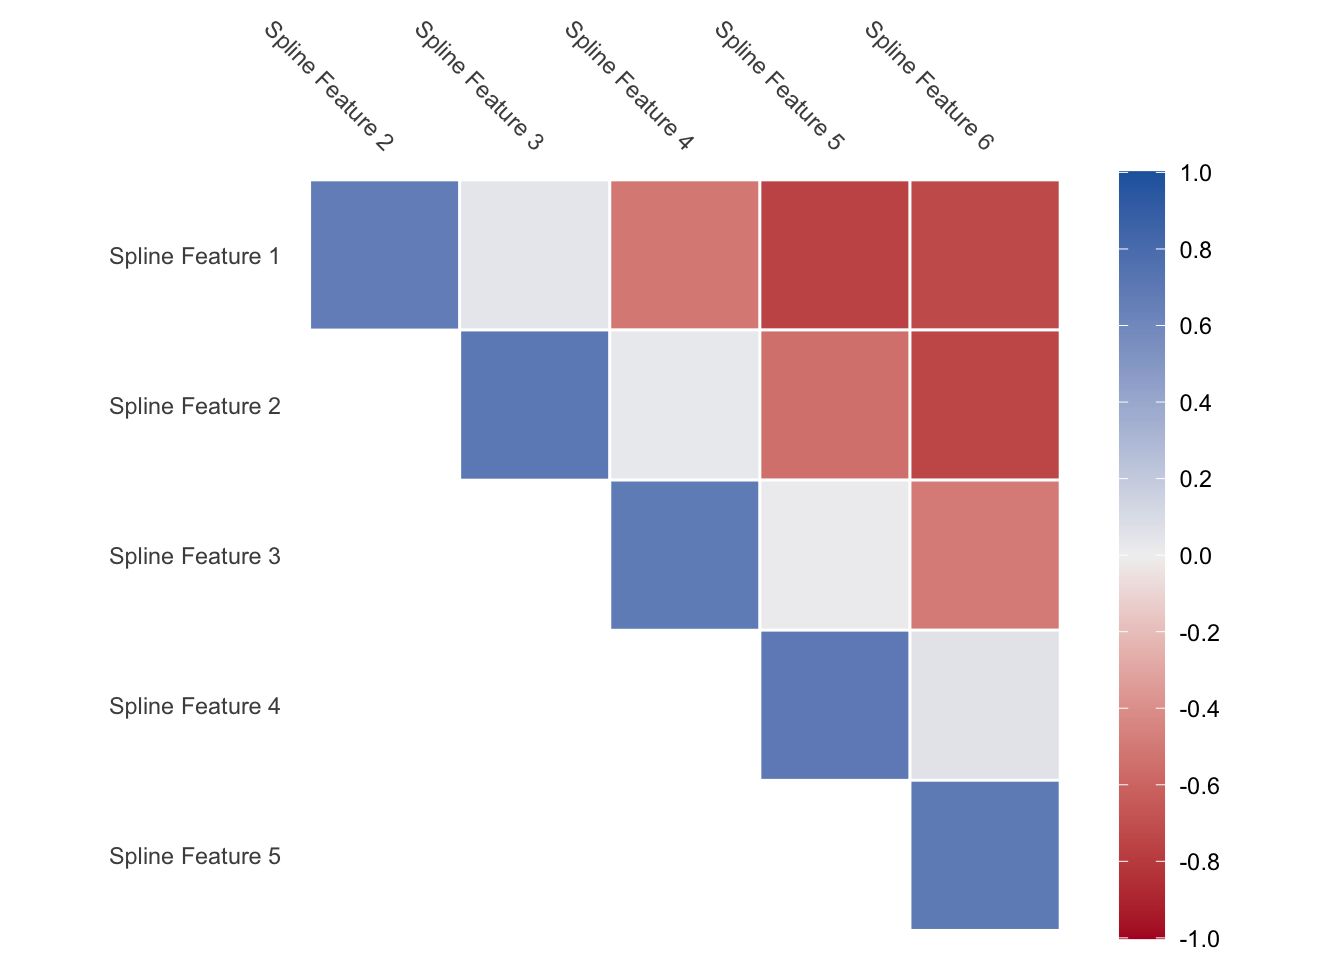 Spline Feature 2
Spline Feature 3
Spline Feature 4
Spline Feature 5
Spline Feature 6
Spline Feature 1
Spline Feature 2
Spline Feature 3
Spline Feature 4
Spline Feature 5
1.0
0.8
0.6
0.4
0.2
0.0
-0.2
-0.4
-0.6
-0.8
-1.0